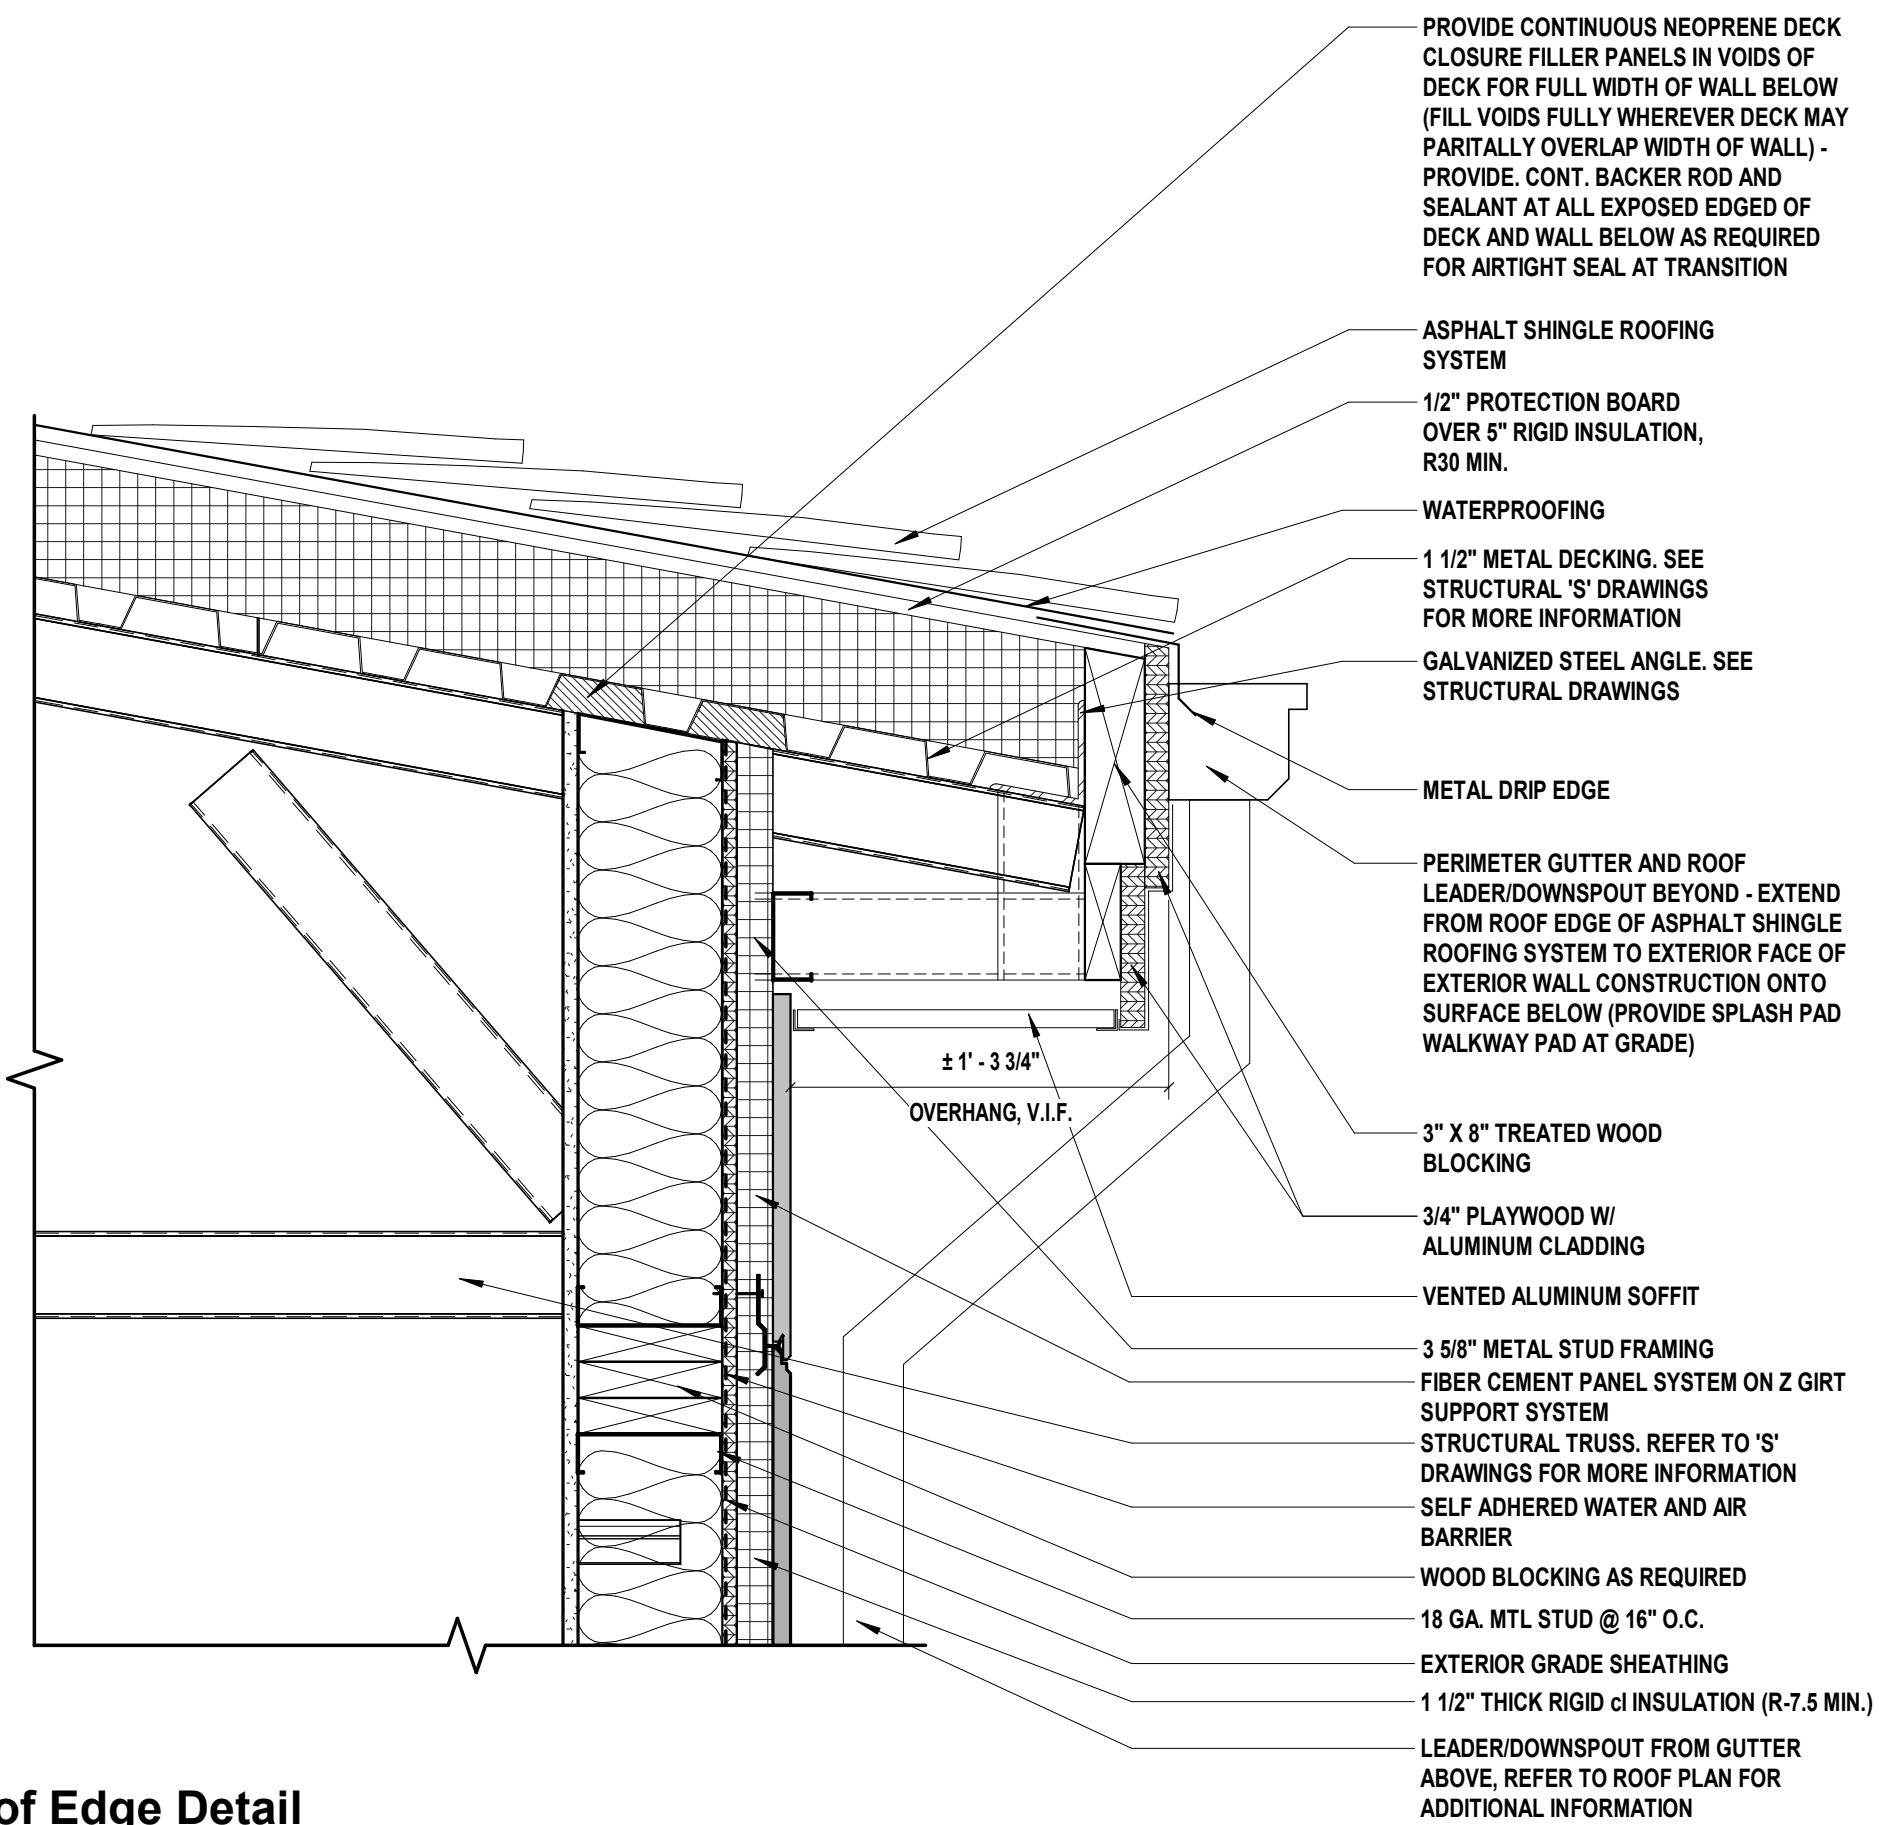 PROVIDE CONTINUOUS NEOPRENE DECK
CLOSURE FILLER PANELS IN VOIDS OF
DECK FOR FULL WIDTH OF WALL BELOW
(FILL VOIDS FULLY WHEREVER DECK MAY
PARITALLY OVERLAP WIDTH OF WALL) -
PROVIDE. CONT. BACKER ROD AND
SEALANT AT ALL EXPOSED EDGED OF
DECK AND WALL BELOW AS REQUIRED
FOR AIRTIGHT SEAL AT TRANSITION
ASPHALT SHINGLE ROOFING
SYSTEM
1/2" PROTECTION BOARD
OVER 5" RIGID INSULATION,
R30 MIN.
WATERPROOFING
1 1/2" METAL DECKING. SEE
STRUCTURAL 'S' DRAWINGS
FOR MORE INFORMATION
GALVANIZED STEEL ANGLE. SEE
STRUCTURAL DRAWINGS
METAL DRIP EDGE
PERIMETER GUTTER AND ROOF
LEADER/DOWNSPOUT BEYOND - EXTEND
FROM ROOF EDGE OF ASPHALT SHINGLE
ROOFING SYSTEM TO EXTERIOR FACE OF
EXTERIOR WALL CONSTRUCTION ONTO
SURFACE BELOW (PROVIDE SPLASH PAD
WALKWAY PAD AT GRADE)
± 1' - 3 3/4"
OVERHANG, V.I.F.
3" X 8" TREATED WOOD
BLOCKING
3/4" PLAYWOOD W/
ALUMINUM CLADDING
VENTED ALUMINUM SOFFIT
3 5/8" METAL STUD FRAMING
FIBER CEMENT PANEL SYSTEM ON Z GIRT
SUPPORT SYSTEM
STRUCTURAL TRUSS. REFER TO 'S'
DRAWINGS FOR MORE INFORMATION
SELF ADHERED WATER AND AIR
BARRIER
WOOD BLOCKING AS REQUIRED
18 GA. MTL STUD @ 16" O.C.
EXTERIOR GRADE SHEATHING
1 1/2" THICK RIGID cI INSULATION (R-7.5 MIN.)
LEADER/DOWNSPOUT FROM GUTTER
ABOVE, REFER TO ROOF PLAN FOR
ADDITIONAL INFORMATION
of Edge Detail